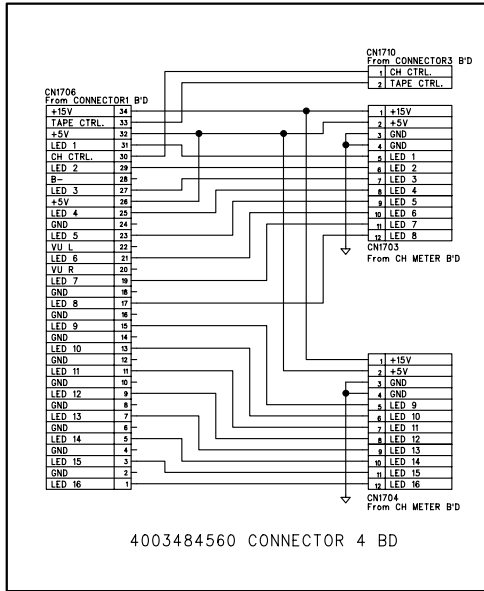 CN1710
From CONNECTOR3 B'D
1 CH CTRL.
2 TAPE CTRL.
CN1706
From CONNECTOR1 B'D
+15V 34
TAPE CTRL. 33
+5V 32
LED 1 31
CH CTRL. 30
LED 2 29
B- 28
LED 3 27
+5V 26
LED 4 25
GND 24
LED 5 23
VU L 22
LED 6 21
VU R 20
LED 7 19
GND 18
LED 8 17
GND 16
LED 9 15
GND 14
LED 10 13
GND 12
LED 11 11
GND 10
LED 12 9
GND 8
LED 13 7
GND 6
LED 14 5
GND 4
LED 15 3
GND 2
LED 16 1
1 +15V
2 +5V
3 GND
4 GND
5 LED 1
6 LED 2
7 LED 3
8 LED 4
9 LED 5
10 LED 6
11 LED 7
12 LED 8
CN1703
From CH METER B'D
1 +15V
2 +5V
3 GND
4 GND
5 LED 9
6 LED 10
7 LED 11
8 LED 12
9 LED 13
10 LED 14
11 LED 15
12 LED 16
CN1704
From CH METER B'D
4003484560 CONNECTOR 4 BD